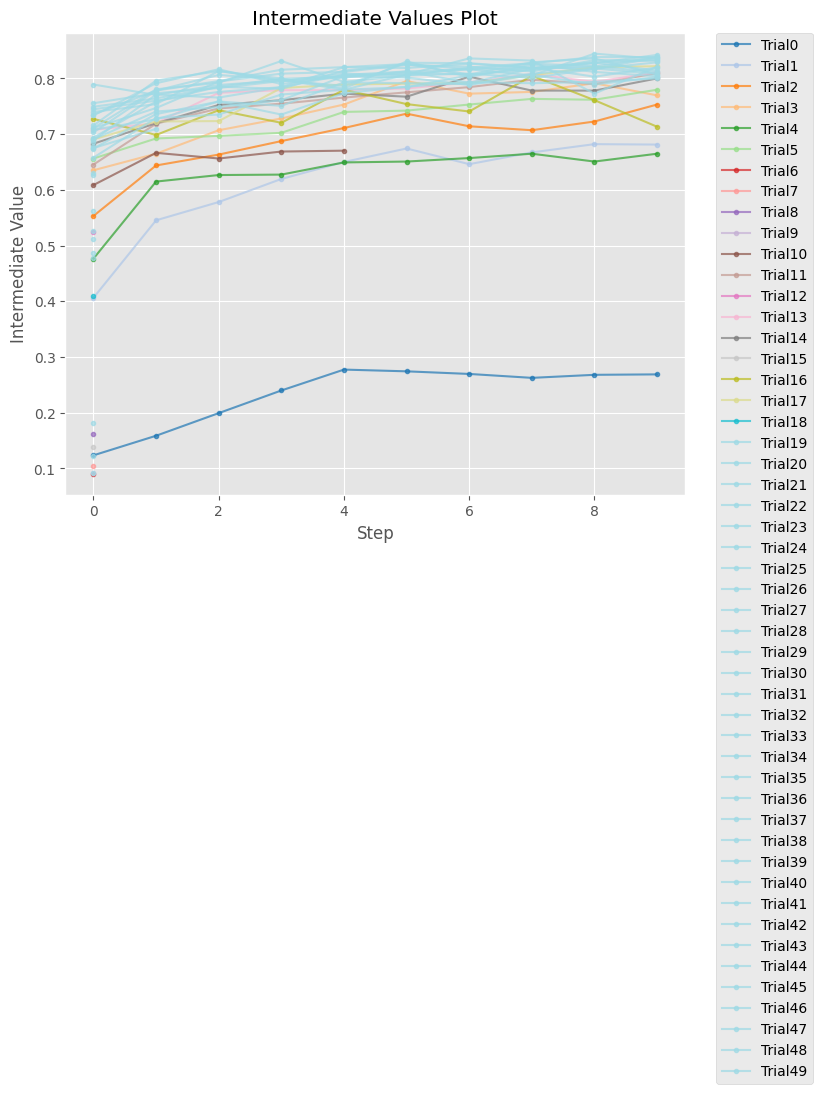 Intermediate Values Plot
Intermediate Value
0.8
0.7
0.6
0.5
0.4
0.3
0.2
0.1
0
2
4
6
8
Step
Trial0
Trial1
Trial2
Trial3
Trial4
Trial5
Trial6
Trial7
Trial8
Trial9
Trial10
Trial11
Trial12
Trial13
Trial14
Trial15
Trial16
Trial17
Trial18
Trial19
Trial20
Trial21
Trial22
Trial23
Trial24
Trial25
Trial26
Trial27
Trial28
Trial29
Trial30
Trial31
Trial32
Trial33
Trial34
Trial35
Trial36
Trial37
Trial38
Trial39
Trial40
Trial41
Trial42
Trial43
Trial44
Trial45
Trial46
Trial47
Trial48
Trial49